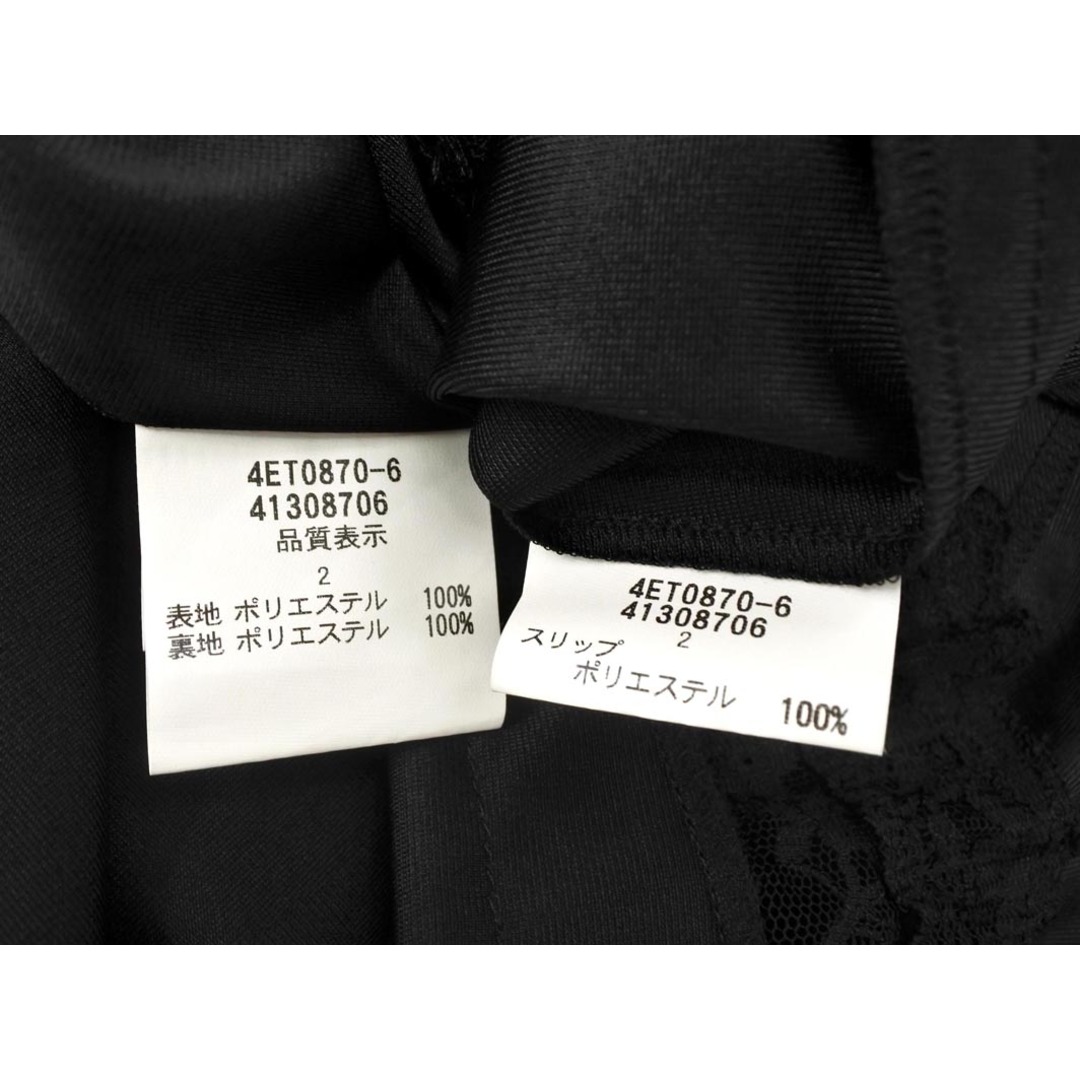 4ET0870-6
41308706
品質表示
2
表地 ポリエステル 100%
裏地 ポリエステル 100%
4ET0870-6
41308706
2
スリップ
ポリエステル 100%